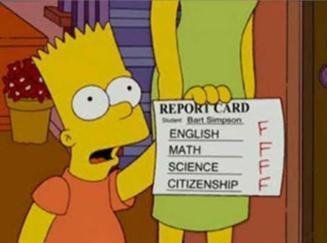 REPORT CARD
Student Bart Simpson
ENGLISH F
MATH F
SCIENCE F
CITIZENSHIP F